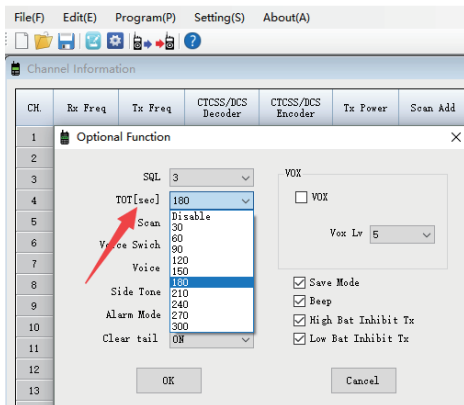 File(F) Edit(E) Program(P) Setting(S) About(A)
Channel Information
CH. Rx Freq Tx Freq TCTCSS/DCS Decoder CTCSS/DCS Encoder Tx Power Scan Add
1
Optional Function
2
3
SQL 3
VOX
4
TOT[sec] 180
VOX
Disable
30
60
90
120
150
180
210
240
270
300
5
Scan
Vox Lv 5
6
Swich
7
Voice
8
Side Tone
Save Mode
9
Alarm Mode
Beep
10
High Bat Inhibit Tx
11
Clear tail ON
Low Bat Inhibit Tx
12
OK
Cancel
13